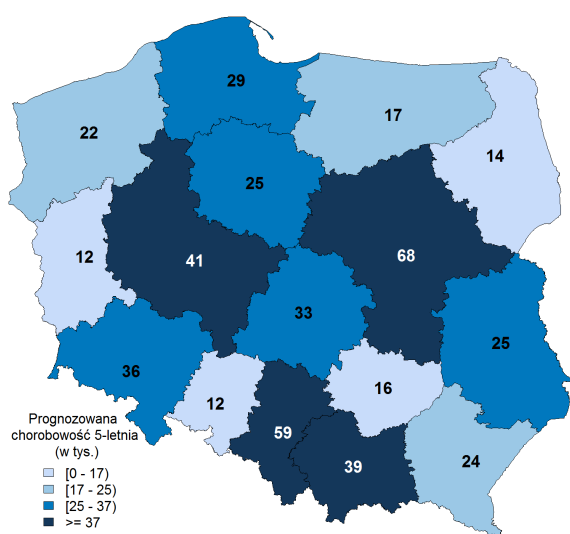 29
17
22
14
25
12
41
68
33
25
36
12
16
59
39
24
Prognozowana
chorobowość 5-letnia
(w tys.)
[0 - 17)
[17 - 25)
[25 - 37)
>= 37